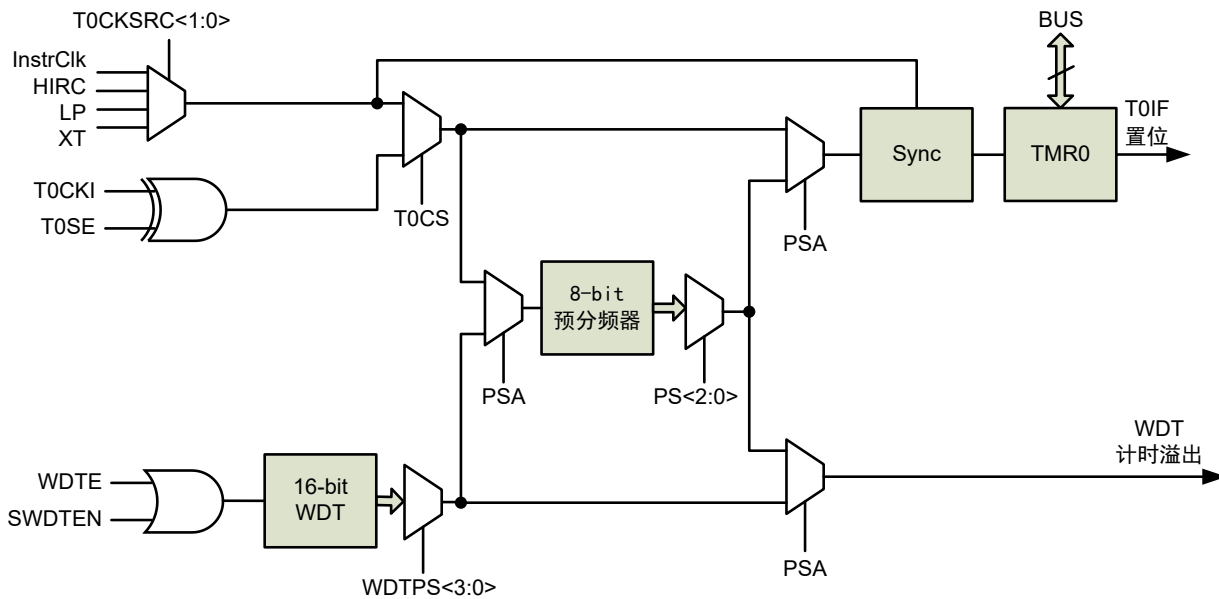 T0CKSRC<1:0>
BUS
InstrClk
HIRC
LP
XT
T0IF
置位
Sync
TMR0
T0CKI
T0SE
T0CS
PSA
8-bit
预分频器
PSA
PS<2:0>
WDT
计时溢出
WDTE
SWDTEN
16-bit
WDT
PSA
WDTPS<3:0>